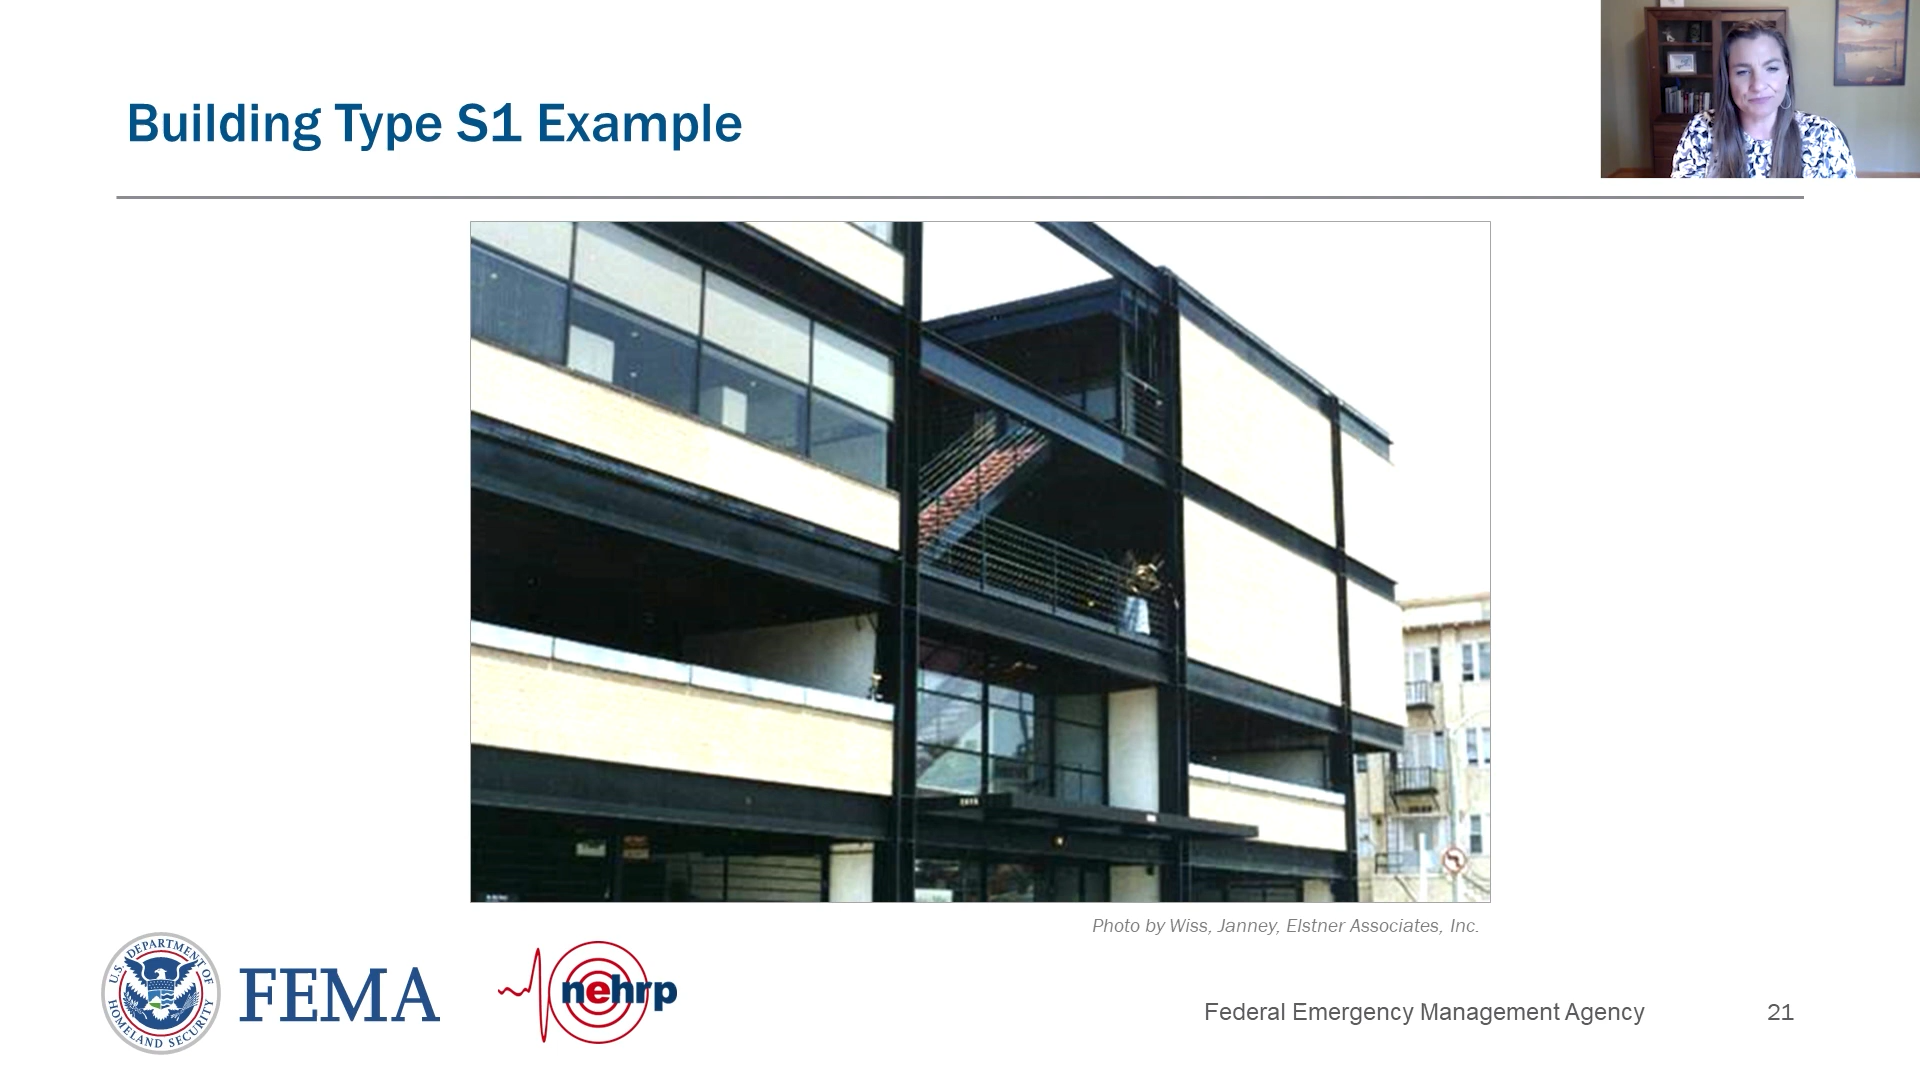 Building Type S1 Example
Photo by Wiss, Janney, Elstner Associates, Inc.
U.S. DEPARTMENT OF
HOMELAND SECURITY
FEMA
nehrp
Federal Emergency Management Agency
21